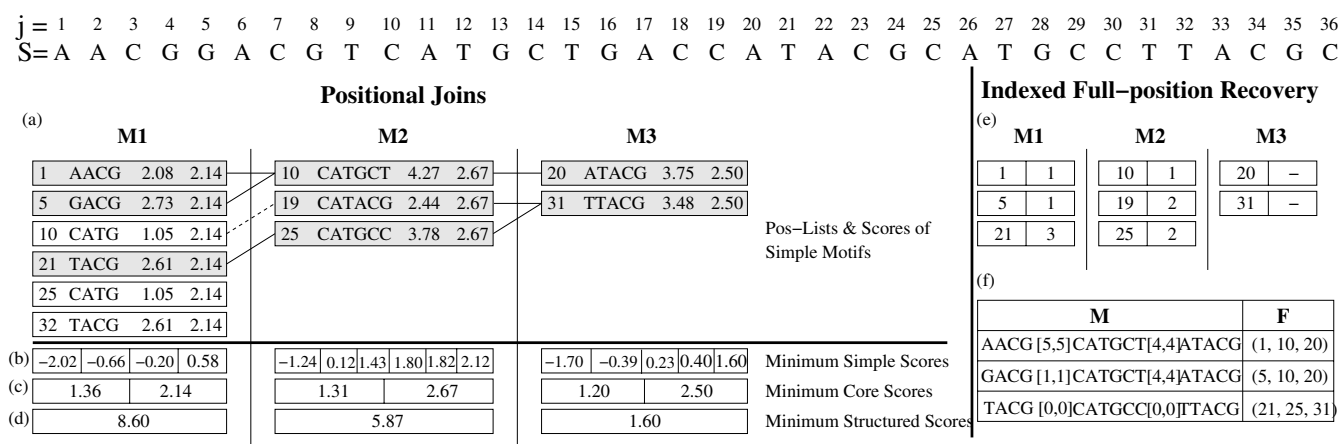 j = 1 2 3 4 5 6 7 8 9 10 11 12 13 14 15 16 17 18 19 20 21 22 23 24 25 26 27 28 29 30 31 32 33 34 35 36
S= A A C G G A C G T C A T G C T G A C C A T A C G C A T G C C T T A C G C
Positional Joins
Indexed Full−position Recovery
(a)
M1 M2 M3
1 AACG 2.08 2.14 10 CATGCT 4.27 2.67 20 ATACG 3.75 2.50
5 GACG 2.73 2.14 19 CATACG 2.44 2.67 31 TTACG 3.48 2.50
10 CATG 1.05 2.14 25 CATGCC 3.78 2.67
21 TACG 2.61 2.14
25 CATG 1.05 2.14
32 TACG 2.61 2.14
Pos−Lists & Scores of
Simple Motifs
(b) −2.02 −0.66 −0.20 0.58 −1.24 0.12 1.43 1.80 1.82 2.12 −1.70 −0.39 0.23 0.40 1.60 Minimum Simple Scores
(c) 1.36 2.14 1.31 2.67 1.20 2.50 Minimum Core Scores
(d) 8.60 5.87 1.60 Minimum Structured Scores
(e)
M1 M2 M3
1 1 10 1 20 −
5 1 19 2 31 −
21 3 25 2
(f)
M F
AACG [5,5]CATGCT[4,4]ATACG (1, 10, 20)
GACG [1,1]CATGCT[4,4]ATACG (5, 10, 20)
TACG [0,0]CATGCC[0,0]TTACG (21, 25, 31)